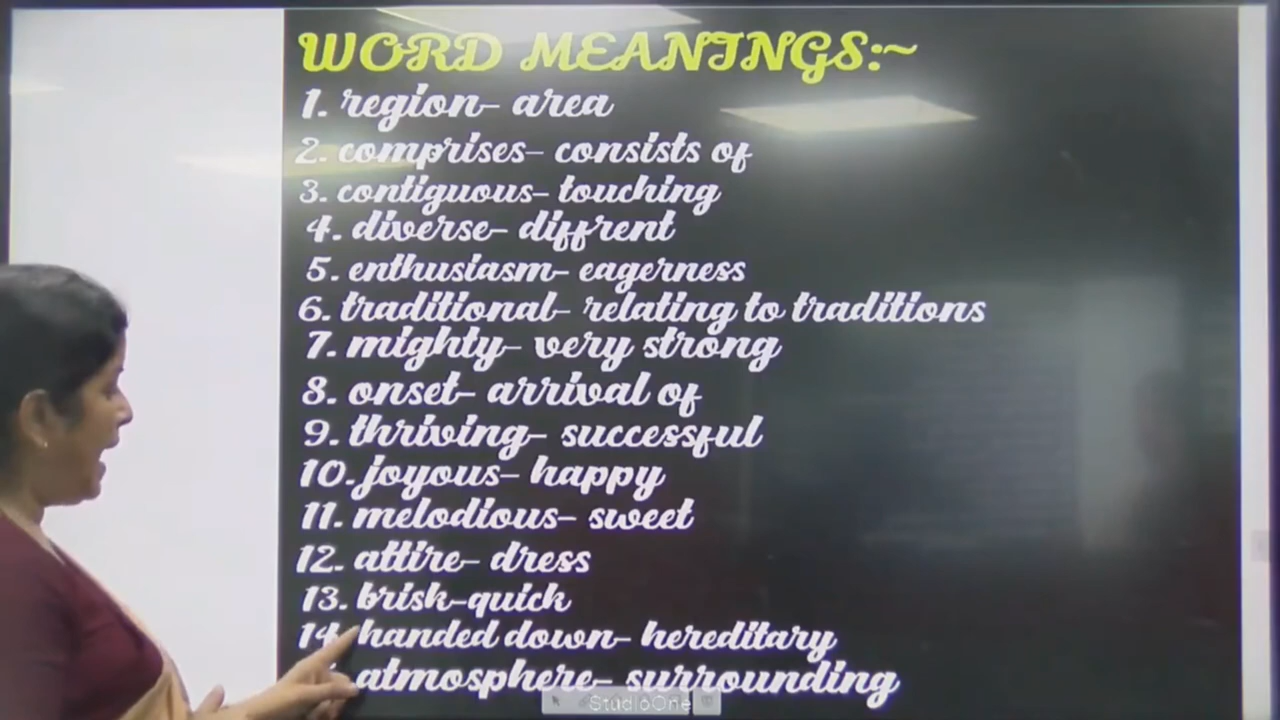 WORD MEANINGS:~
1. region- area
2. comprises- consists of
3. contiguous- touching
4. diverse- diffrent
5. enthusiasm- eagerness
6. traditional- relating to traditions
7. mighty- very strong
8. onset- arrival of
9. thriving- successful
10. joyous- happy
11. melodious- sweet
12. attire- dress
13. brisk-quick
14. handed down- hereditary
atmosphere- surrounding
StudioOne